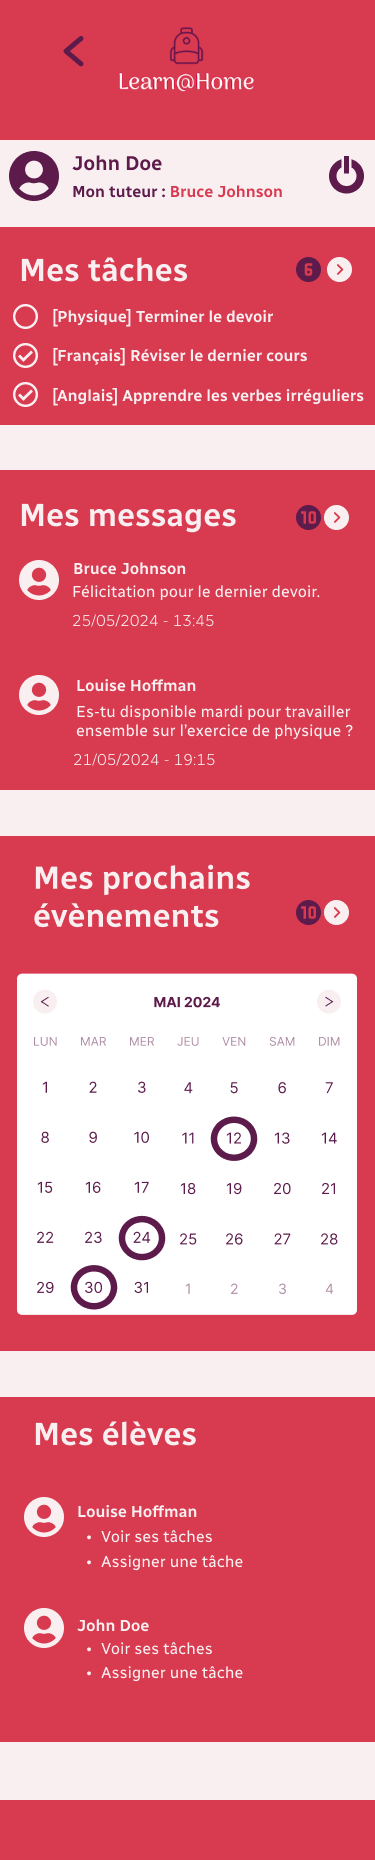 Learn@Home
John Doe
Mon tuteur : Bruce Johnson
Mes tâches
6
[Physique] Terminer le devoir
[Français] Réviser le dernier cours
[Anglais] Apprendre les verbes irréguliers
Mes messages
10
Bruce Johnson
Félicitation pour le dernier devoir.
25/05/2024 - 13:45
Louise Hoffman
Es-tu disponible mardi pour travailler
ensemble sur l'exercice de physique ?
21/05/2024 - 19:15
Mes prochains
évènements
10
< MAI 2024 >
LUN MAR MER JEU VEN SAM DIM
1 2 3 4 5 6 7
8 9 10 11 12 13 14
15 16 17 18 19 20 21
22 23 24 25 26 27 28
29 30 31 1 2 3 4
Mes élèves
Louise Hoffman
• Voir ses tâches
• Assigner une tâche
John Doe
• Voir ses tâches
• Assigner une tâche